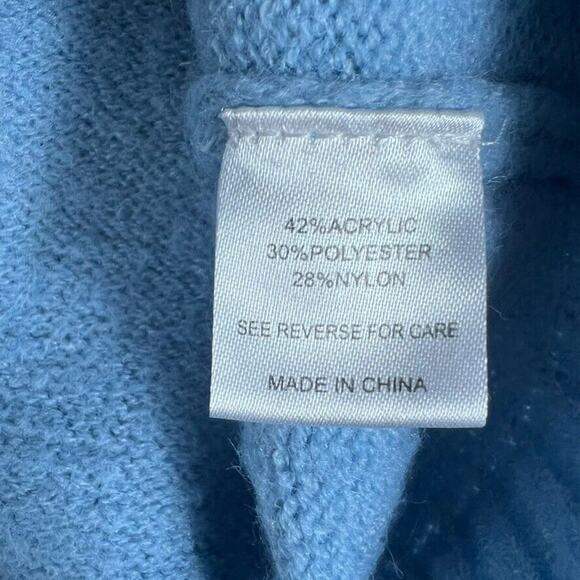 42%ACRYLIC
30%POLYESTER
28%NYLON
SEE REVERSE FOR CARE
MADE IN CHINA